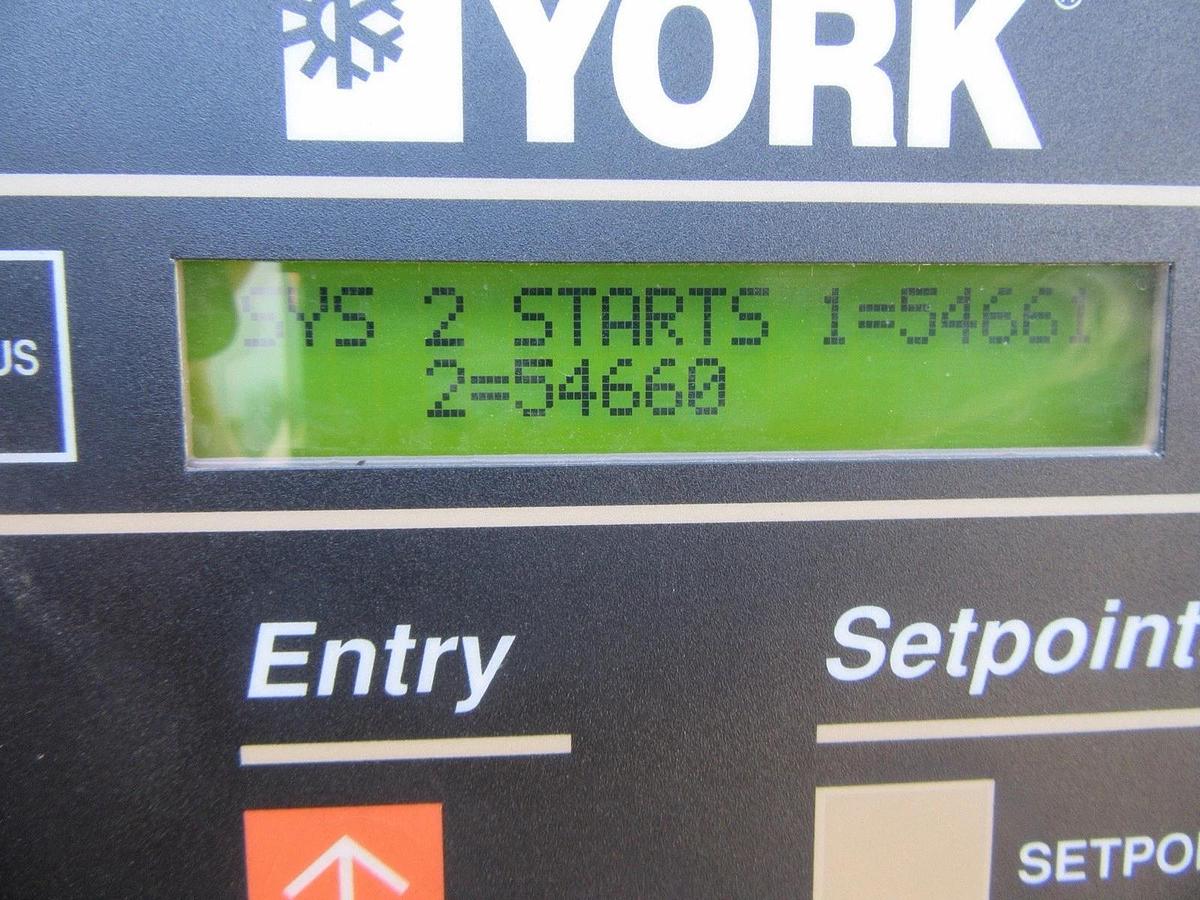 YORK®
US
SYS 2 STARTS 1=54661
2=54660
Entry
Setpoint
SETPO